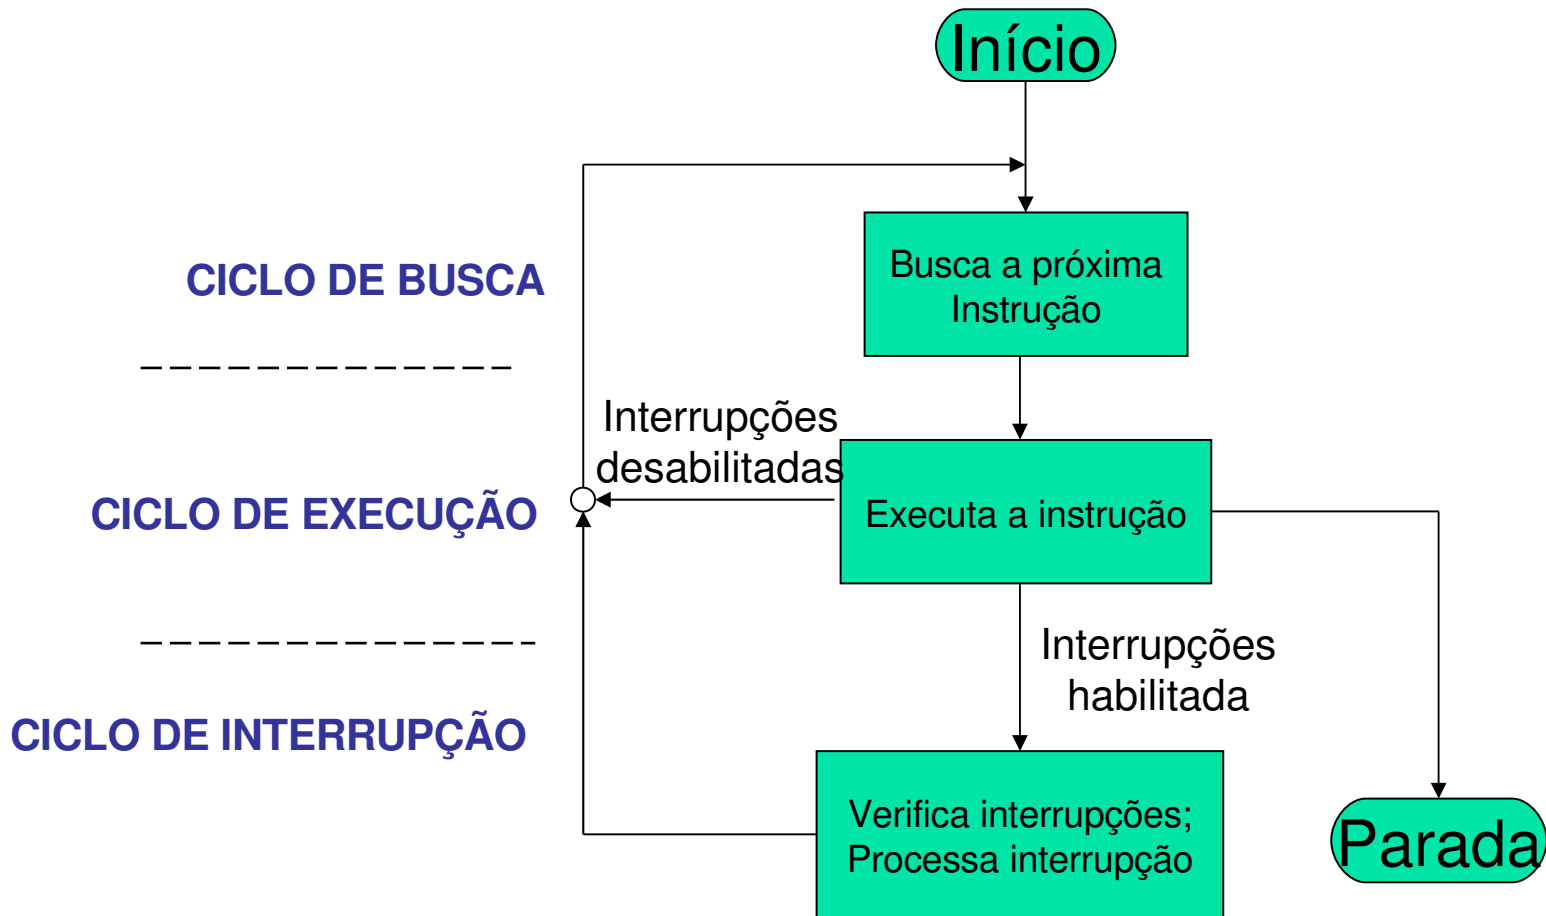 Início
Busca a próxima
Instrução
CICLO DE BUSCA
Interrupções
desabilitadas
CICLO DE EXECUÇÃO
Executa a instrução
Interrupções
habilitada
CICLO DE INTERRUPÇÃO
Verifica interrupções;
Processa interrupção
Parada